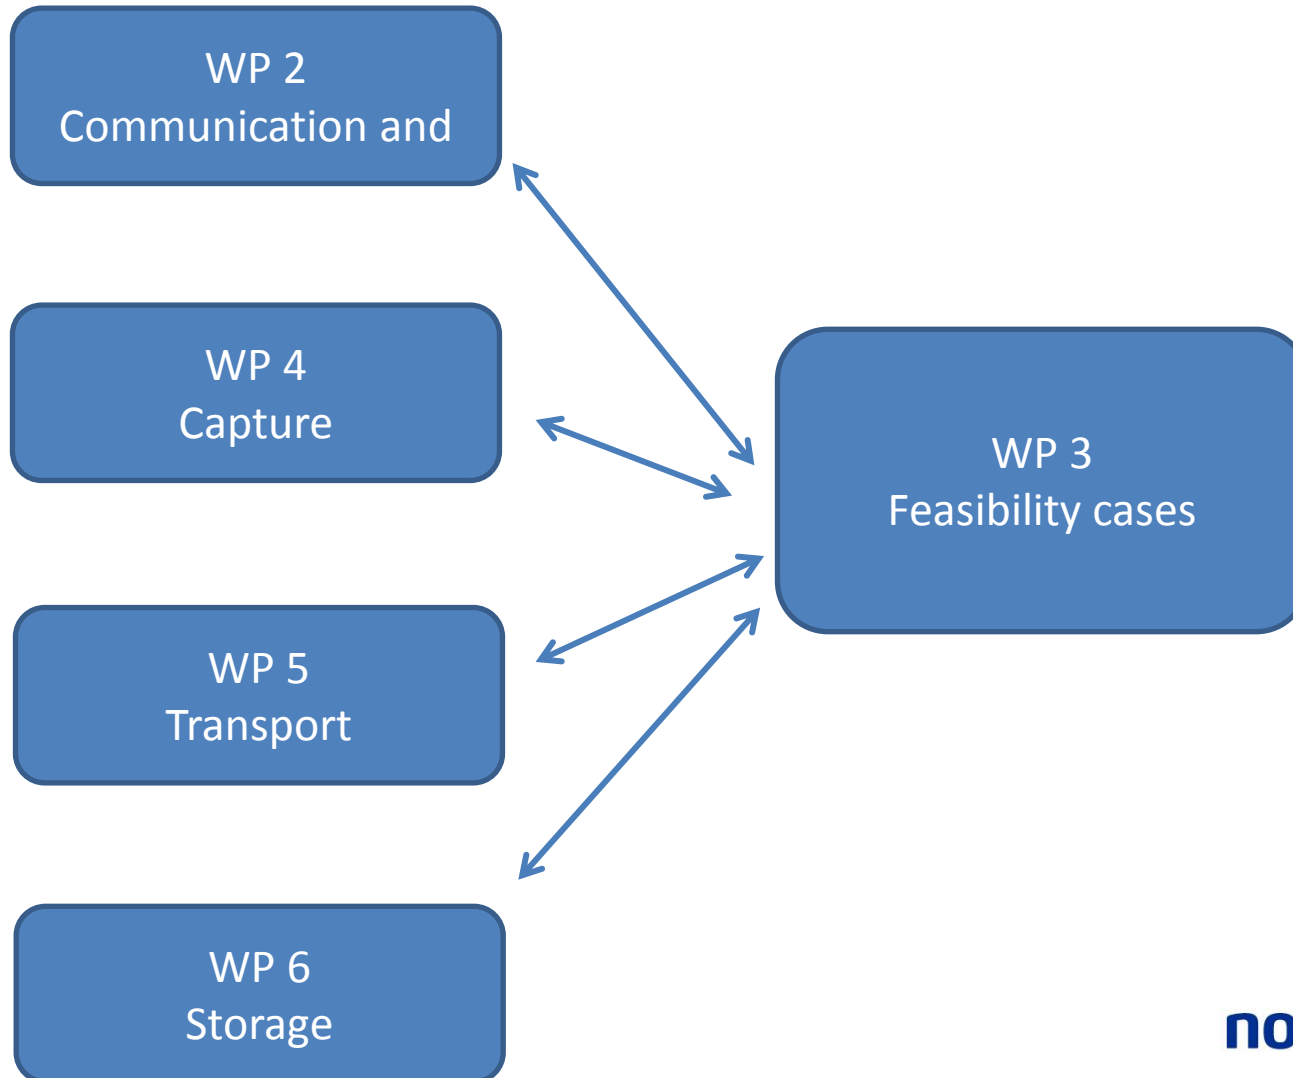 WP 2
Communication and
WP 4
Capture
WP 3
Feasibility cases
WP 5
Transport
WP 6
Storage
no